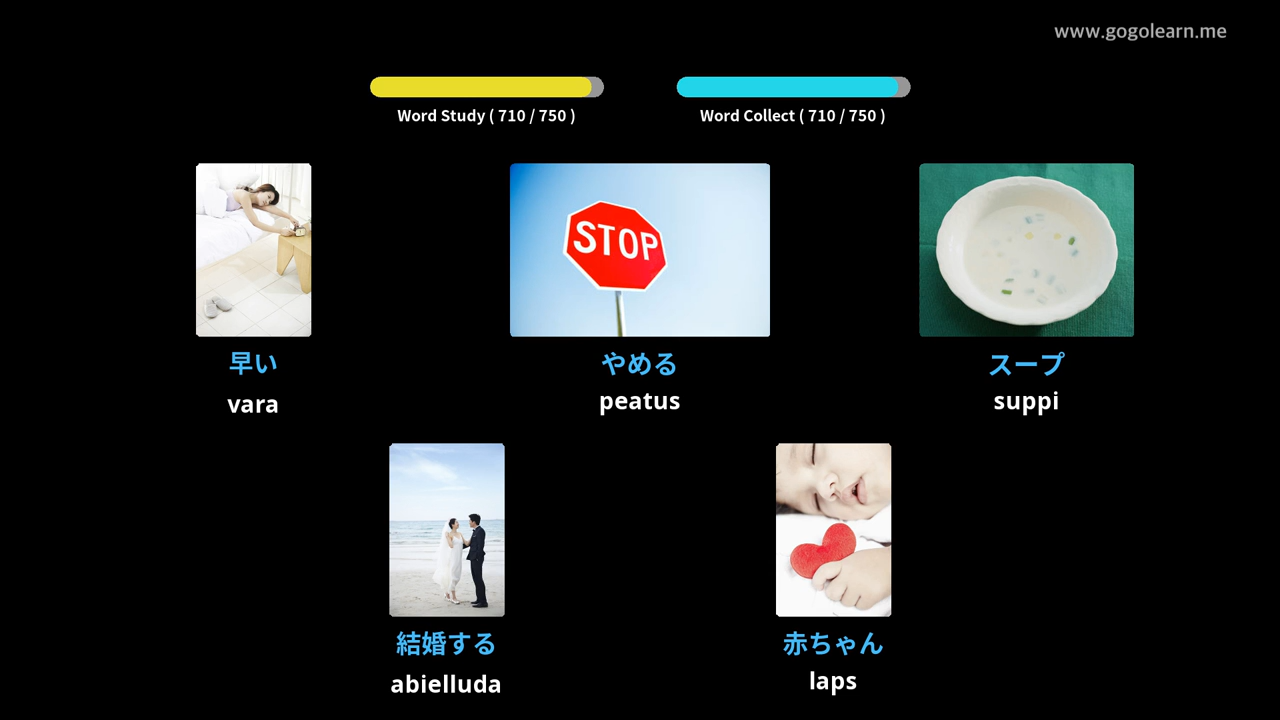 www.gogolearn.me
Word Study ( 710 / 750 )
Word Collect ( 710 / 750 )
STOP
早い
やめる
スープ
vara
peatus
suppi
結婚する
赤ちゃん
abielluda
laps